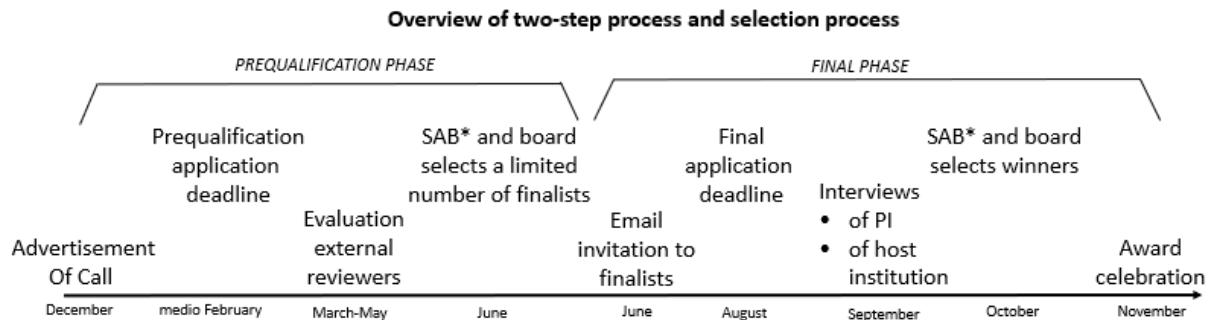 Overview of two-step process and selection process
PREQUALIFICATION PHASE
FINAL PHASE
Prequalification
application
deadline
SAB* and board
selects a limited
number of finalists
Final
application
deadline
SAB* and board
selects winners
Advertisement
Of Call
Evaluation
external
reviewers
Email
invitation to
finalists
Interviews
• of PI
• of host
institution
Award
celebration
December
medio February
March-May
June
June
August
September
October
November